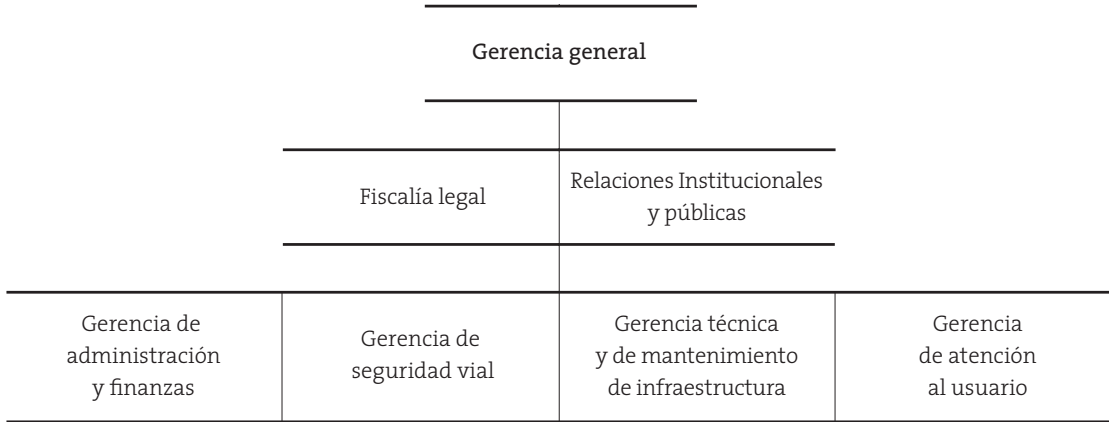 Gerencia general
Fiscalía legal
Relaciones Institucionales
y públicas
Gerencia de
administración
y finanzas
Gerencia de
seguridad vial
Gerencia técnica
y de mantenimiento
de infraestructura
Gerencia
de atención
al usuario